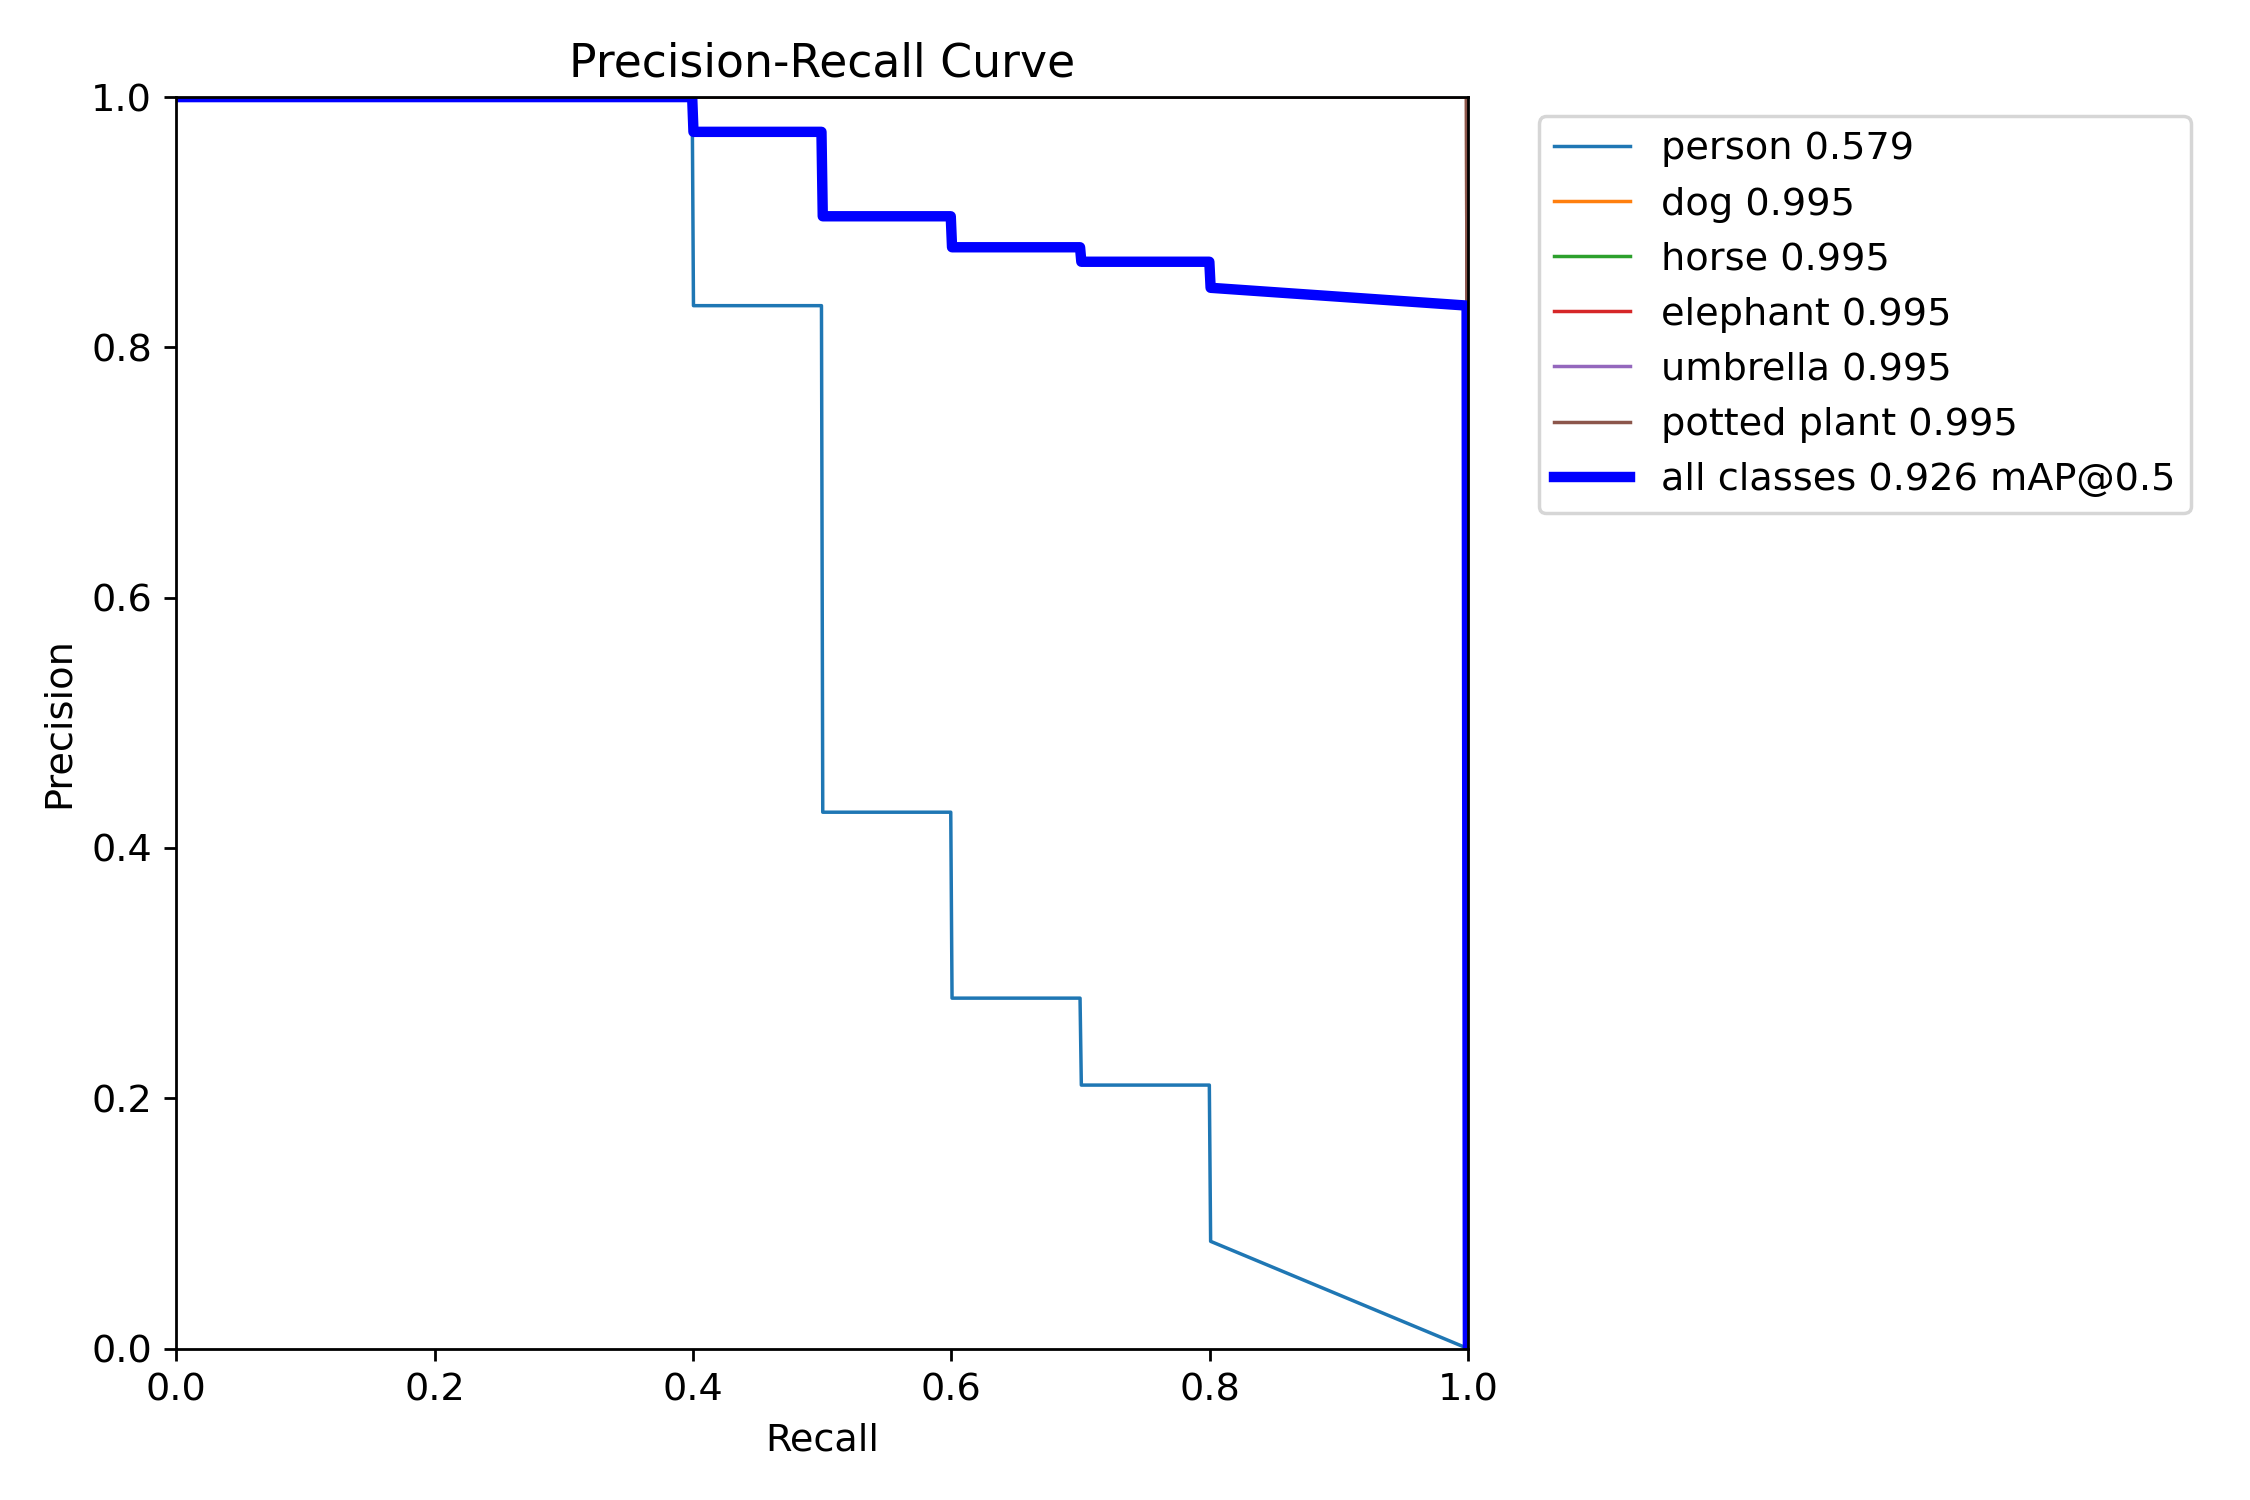 Precision-Recall Curve
1.0
0.8
0.6
0.4
0.2
0.0
Precision
0.0 0.2 0.4 0.6 0.8 1.0
Recall
person 0.579
dog 0.995
horse 0.995
elephant 0.995
umbrella 0.995
potted plant 0.995
all classes 0.926 mAP@0.5